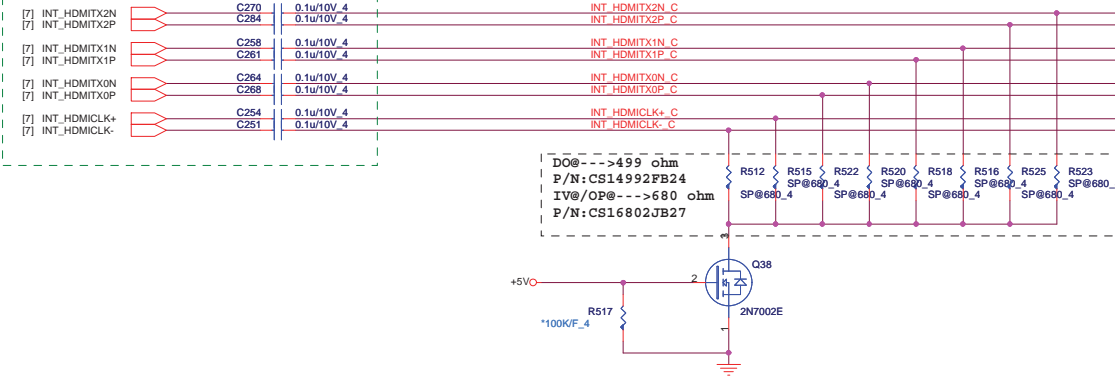 [7] INT_HDMITX2N C270 0.1u/10V_4 INT_HDMITX2N_C
[7] INT_HDMITX2P C284 0.1u/10V_4 INT_HDMITX2P_C
[7] INT_HDMITX1N C258 0.1u/10V_4 INT_HDMITX1N_C
[7] INT_HDMITX1P C261 0.1u/10V_4 INT_HDMITX1P_C
[7] INT_HDMITX0N C264 0.1u/10V_4 INT_HDMITX0N_C
[7] INT_HDMITX0P C268 0.1u/10V_4 INT_HDMITX0P_C
[7] INT_HDMICLK+ C254 0.1u/10V_4 INT_HDMICLK+_C
[7] INT_HDMICLK- C251 0.1u/10V_4 INT_HDMICLK-_C
DO@--->499 ohm
P/N:CS14992FB24
IV@/OP@--->680 ohm
P/N:CS16802JB27
R512 R515 R522 R520 R518 R516 R525 R523
SP@680_4 SP@680_4 SP@680_4 SP@680_
SP@680_4 SP@680_4 SP@680_4 SP@680_4
3
Q38
+5V 2
R517 2N7002E
*100K/F_4
1